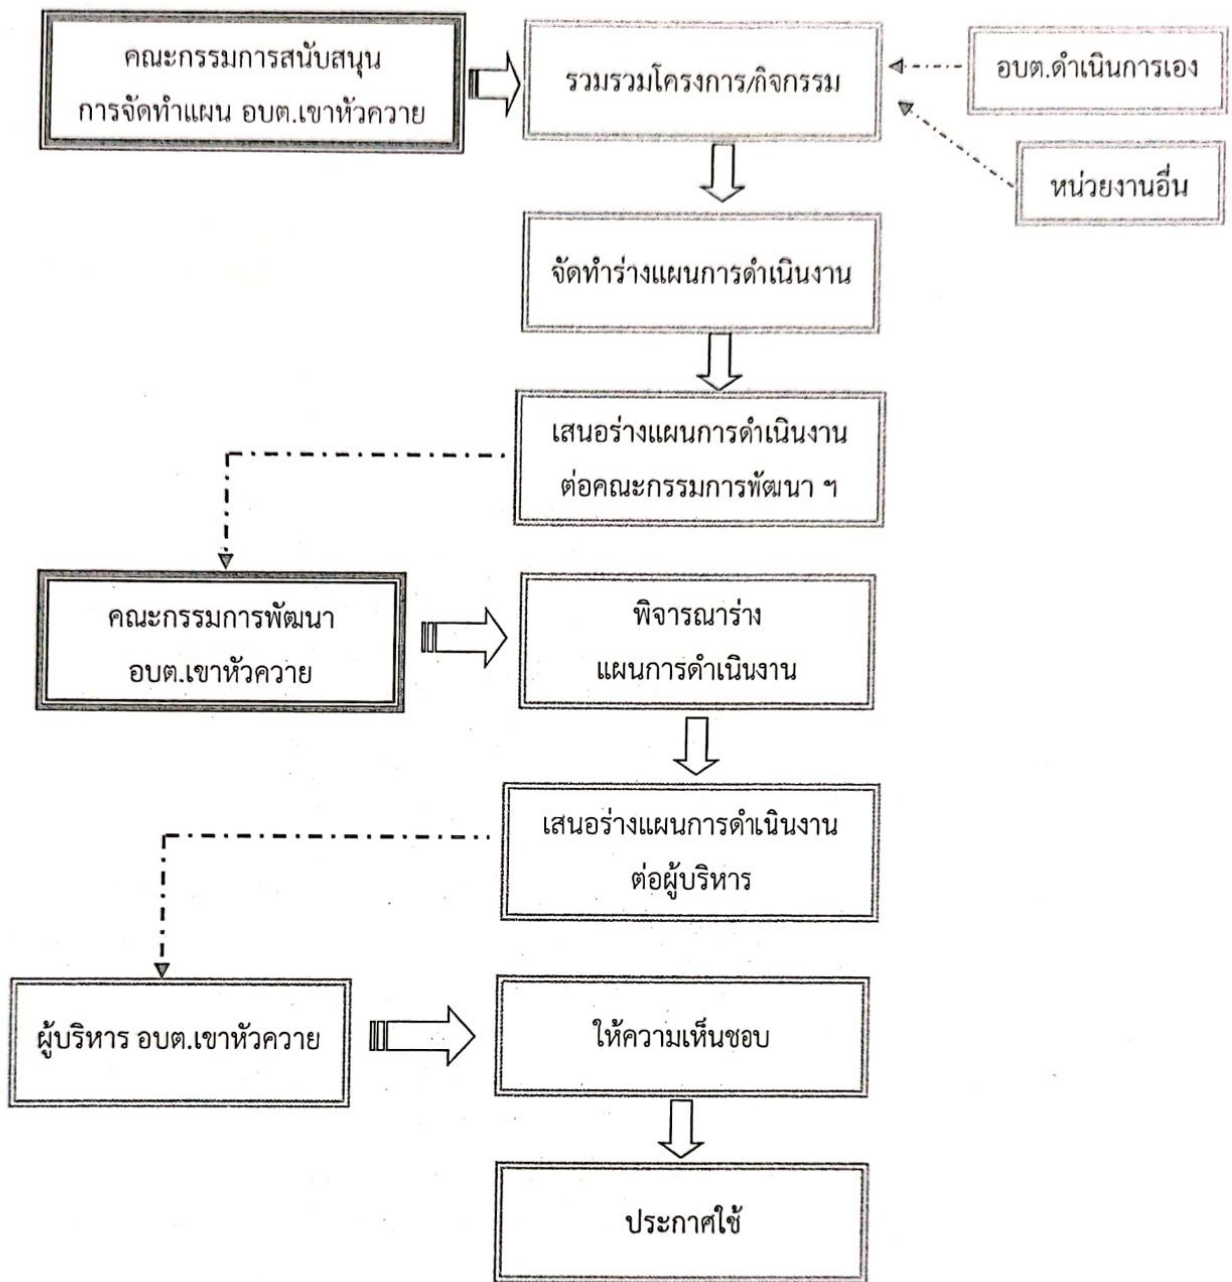 คณะกรรมการสนับสนุน
การจัดทำแผน อบต.เขาหัวควาย
รวมรวมโครงการ/กิจกรรม
อบต.ดำเนินการเอง
หน่วยงานอื่น
จัดทำร่างแผนการดำเนินงาน
เสนอร่างแผนการดำเนินงาน
ต่อคณะกรรมการพัฒนา ฯ
คณะกรรมการพัฒนา
อบต.เขาหัวควาย
พิจารณาร่าง
แผนการดำเนินงาน
เสนอร่างแผนการดำเนินงาน
ต่อผู้บริหาร
ผู้บริหาร อบต.เขาหัวควาย
ให้ความเห็นชอบ
ประกาศใช้